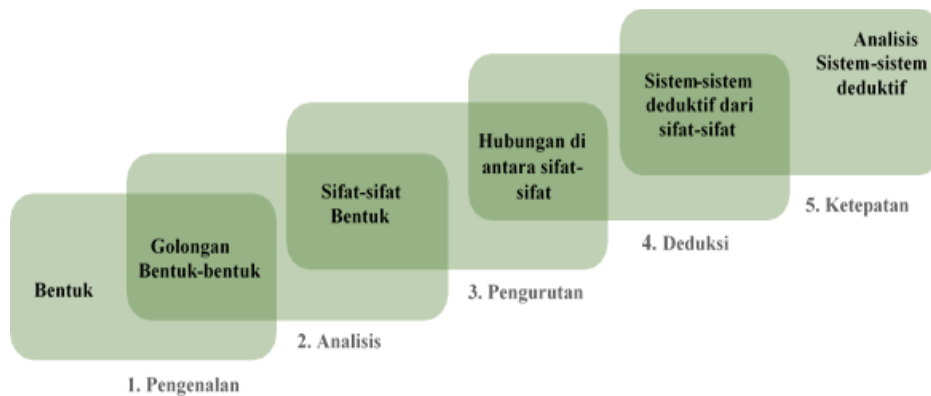 Bentuk
Golongan
Bentuk-bentuk
1. Pengenalan
Sifat-sifat
Bentuk
2. Analisis
Hubungan di
antara sifat-
sifat
3. Pengurutan
Sistem-sistem
deduktif dari
sifat-sifat
4. Deduksi
Analisis
Sistem-sistem
deduktif
5. Ketepatan